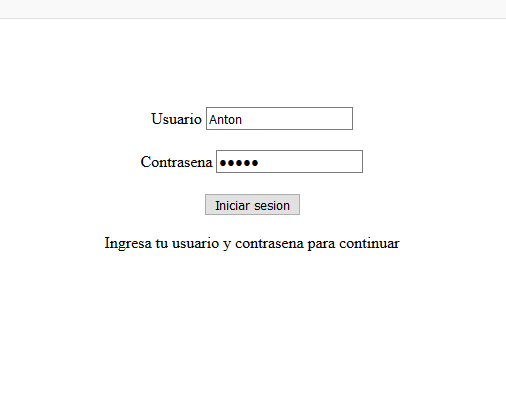 Usuario Anton
Contrasena •••••
Iniciar sesion
Ingresa tu usuario y contrasena para continuar